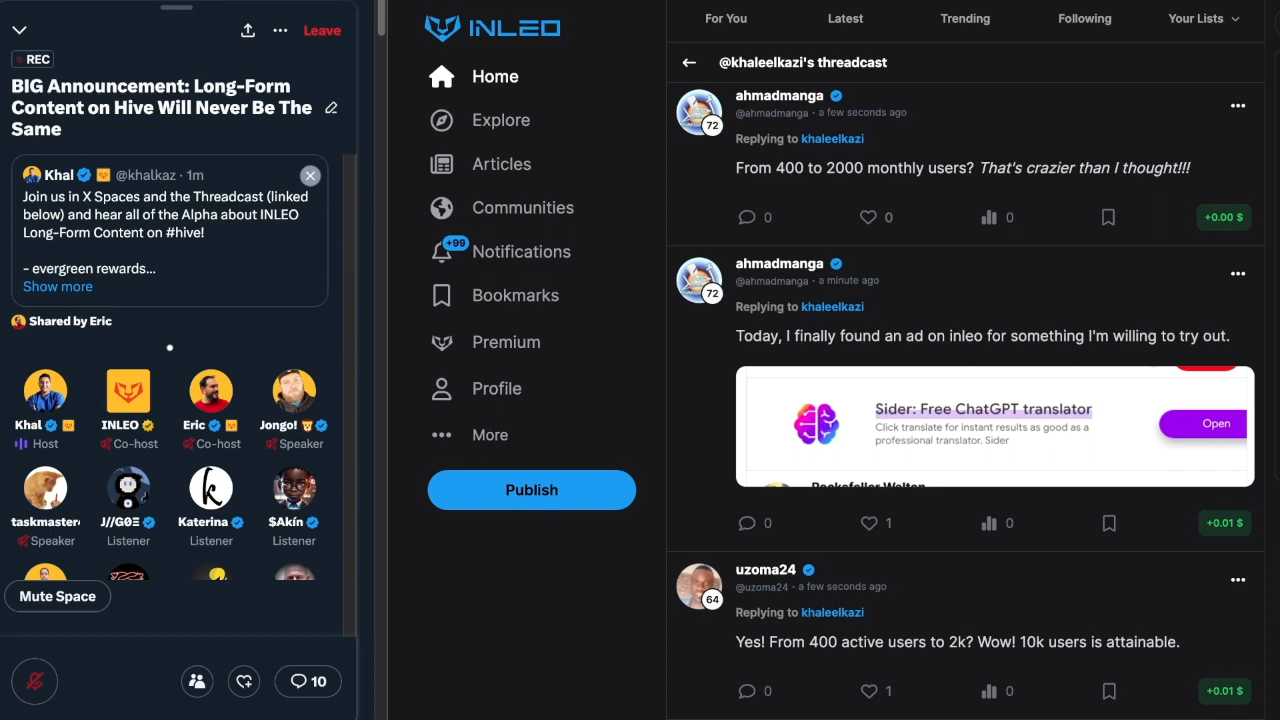 Leave
REC
BIG Announcement: Long-Form
Content on Hive Will Never Be The
Same
Khal @khalkaz · 1m
Join us in X Spaces and the Threadcast (linked
below) and hear all of the Alpha about INLEO
Long-Form Content on #hive!
- evergreen rewards...
Show more
Shared by Eric
Khal
Host
INLEO
Co-host
Eric
Co-host
Jongo!
Speaker
taskmaster
Speaker
J//GΘΞ
Listener
Katerina
Listener
$Akín
Listener
Mute Space
10
INLEO
Home
Explore
Articles
Communities
+99
Notifications
Bookmarks
Premium
Profile
More
Publish
For You
Latest
Trending
Following
Your Lists
@khaleelkazi's threadcast
72
ahmadmanga
@ahmadmanga · a few seconds ago
Replying to khaleelkazi
From 400 to 2000 monthly users? That's crazier than I thought!!!
0
0
0
+0.00 $
72
ahmadmanga
@ahmadmanga · a minute ago
Replying to khaleelkazi
Today, I finally found an ad on inleo for something I'm willing to try out.
Sider: Free ChatGPT translator
Click translate for instant results as good as a
professional translator. Sider
Open
Rockefeller Walton
0
1
0
+0.01 $
64
uzoma24
@uzoma24 · a few seconds ago
Replying to khaleelkazi
Yes! From 400 active users to 2k? Wow! 10k users is attainable.
0
1
0
+0.01 $